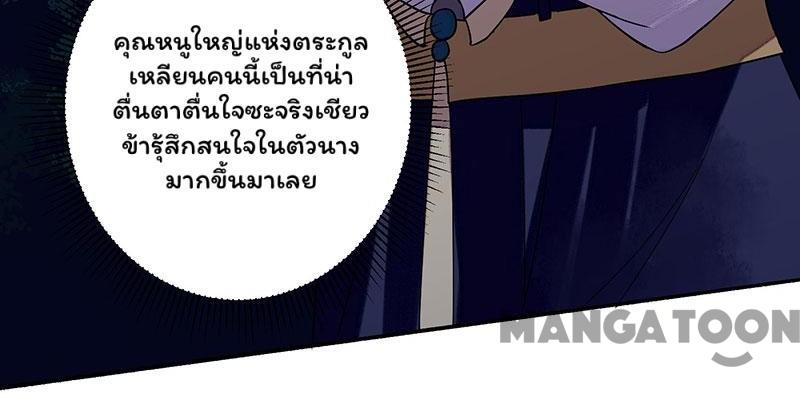 คุณหนูใหญ่แห่งตระกูล
เหลียนคนนี้เป็นที่น่า
ตื่นตาตื่นใจซะจริงเชียว
ข้ารู้สึกสนใจในตัวนาง
มากขึ้นมาเลย
MANGATOON